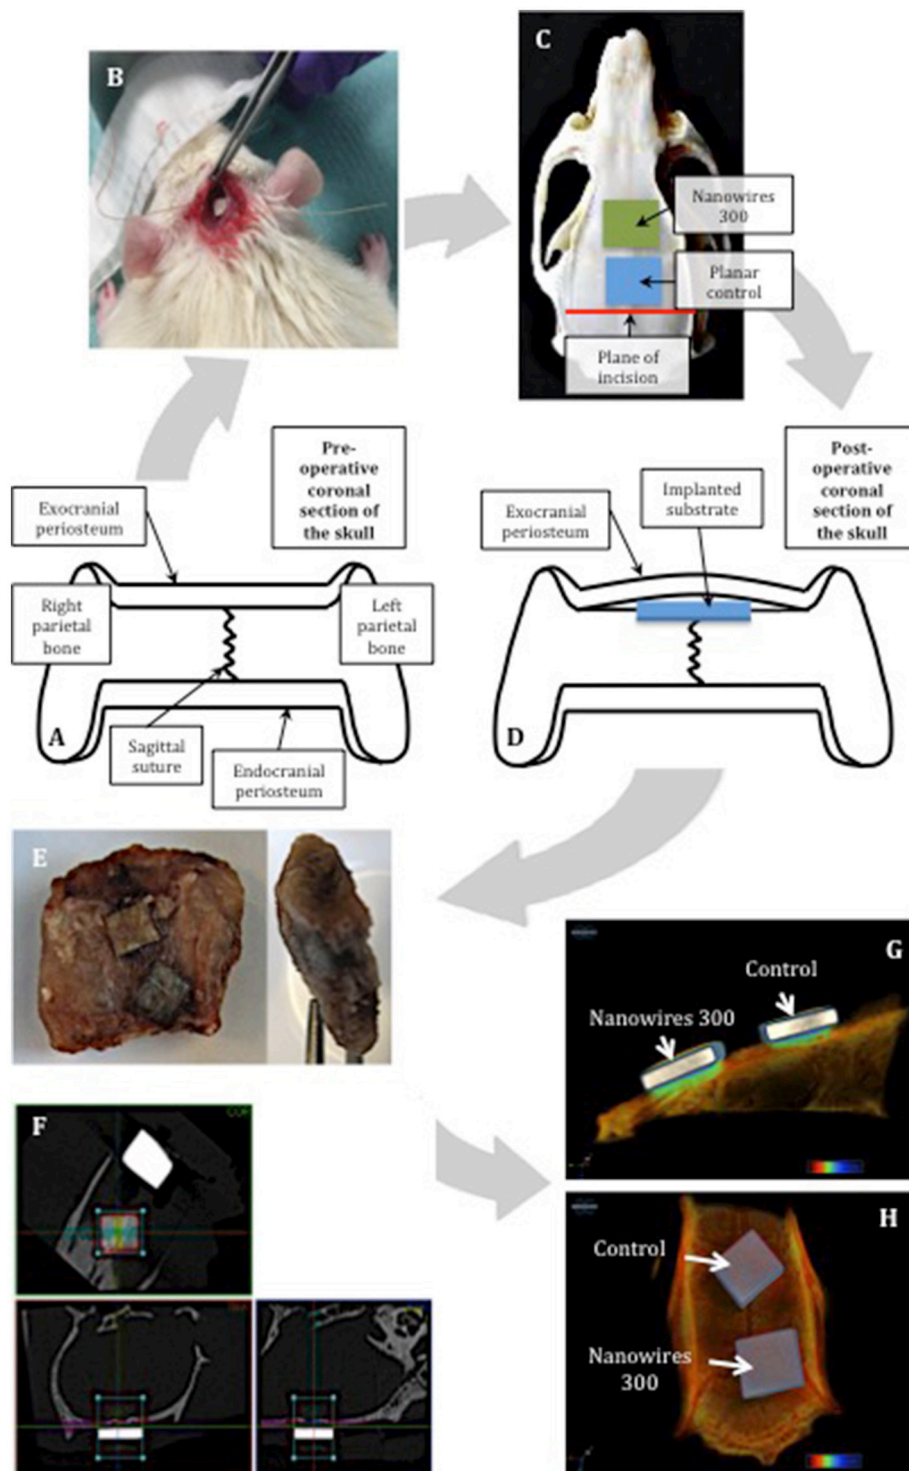 B
C
Nanowires
300
Planar
control
Plane of
incision
Pre-
operative
coronal
section of
the skull
Exocranial
periosteum
Right
parietal
bone
Left
parietal
bone
A
Sagittal
suture
Endocranial
periosteum
Post-
operative
coronal
section of
the skull
Implanted
substrate
Exocranial
periosteum
D
E
F
G
Control
Nanowires 300
H
Control
Nanowires
300